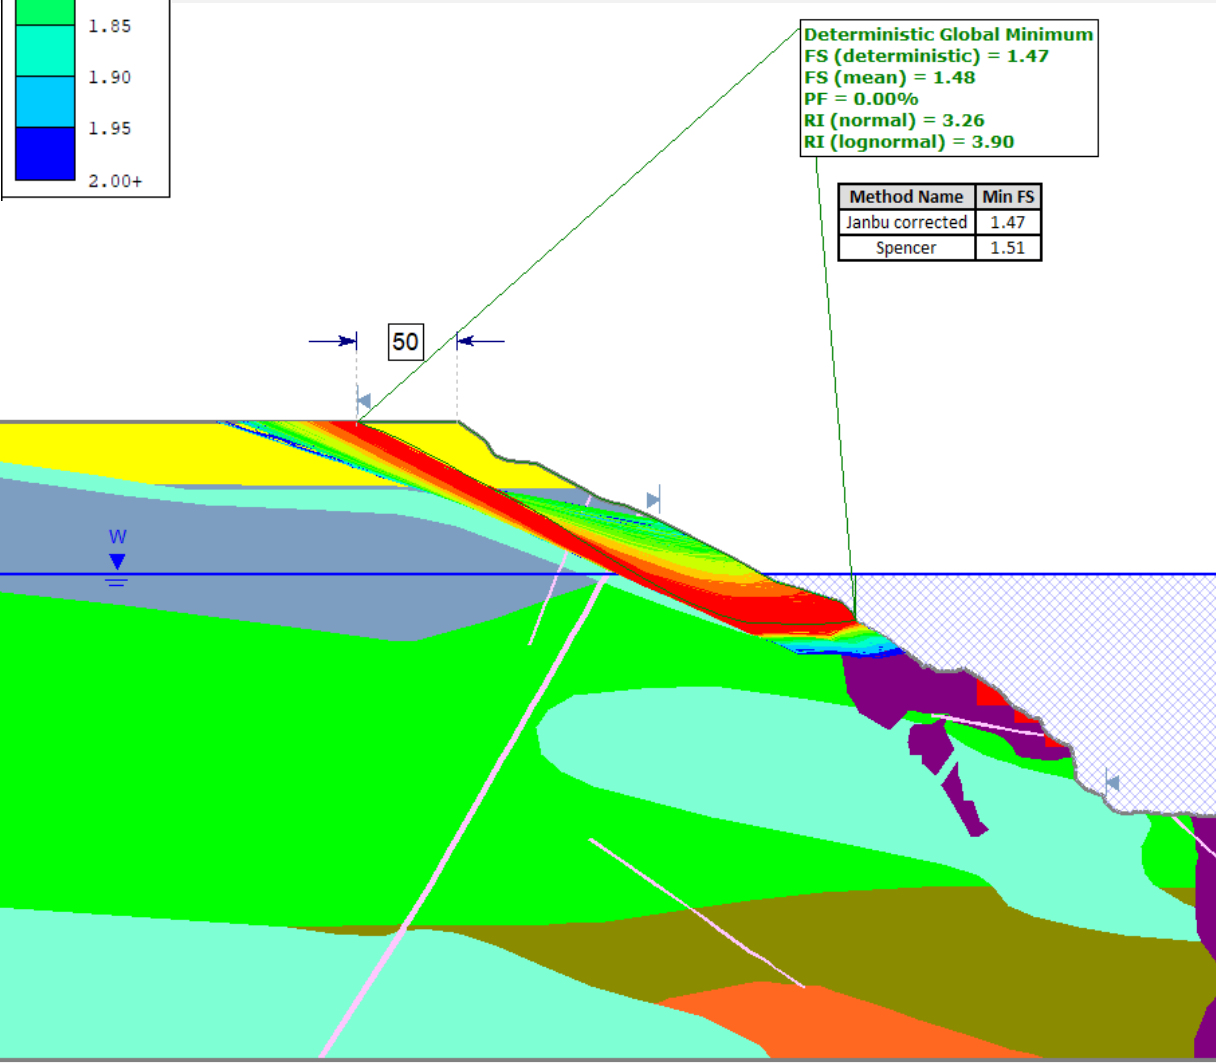 1.85
1.90
1.95
2.00+
Deterministic Global Minimum
FS (deterministic) = 1.47
FS (mean) = 1.48
PF = 0.00%
RI (normal) = 3.26
RI (lognormal) = 3.90
Method Name Min FS
Janbu corrected 1.47
Spencer 1.51
50
W